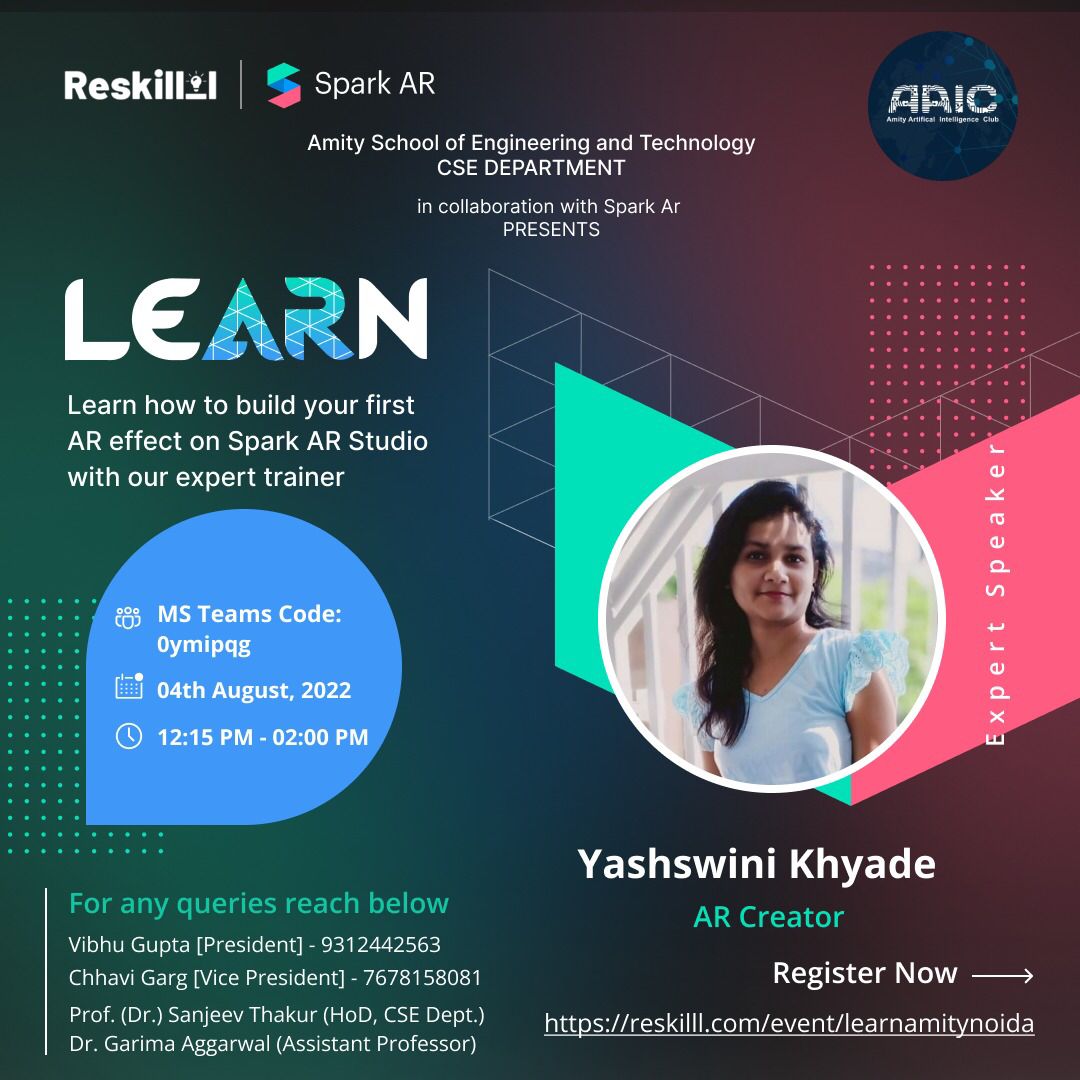 Reskilll
Spark AR
AAIC
Amity Artifical Intelligence Club
Amity School of Engineering and Technology
CSE DEPARTMENT
in collaboration with Spark Ar
PRESENTS
LEARN
Learn how to build your first
AR effect on Spark AR Studio
with our expert trainer
MS Teams Code:
0ymipqg
04th August, 2022
12:15 PM - 02:00 PM
Expert Speaker
Yashswini Khyade
AR Creator
Register Now
https://reskilll.com/event/learnamitynoida
For any queries reach below
Vibhu Gupta [President] - 9312442563
Chhavi Garg [Vice President] - 7678158081
Prof. (Dr.) Sanjeev Thakur (HoD, CSE Dept.)
Dr. Garima Aggarwal (Assistant Professor)